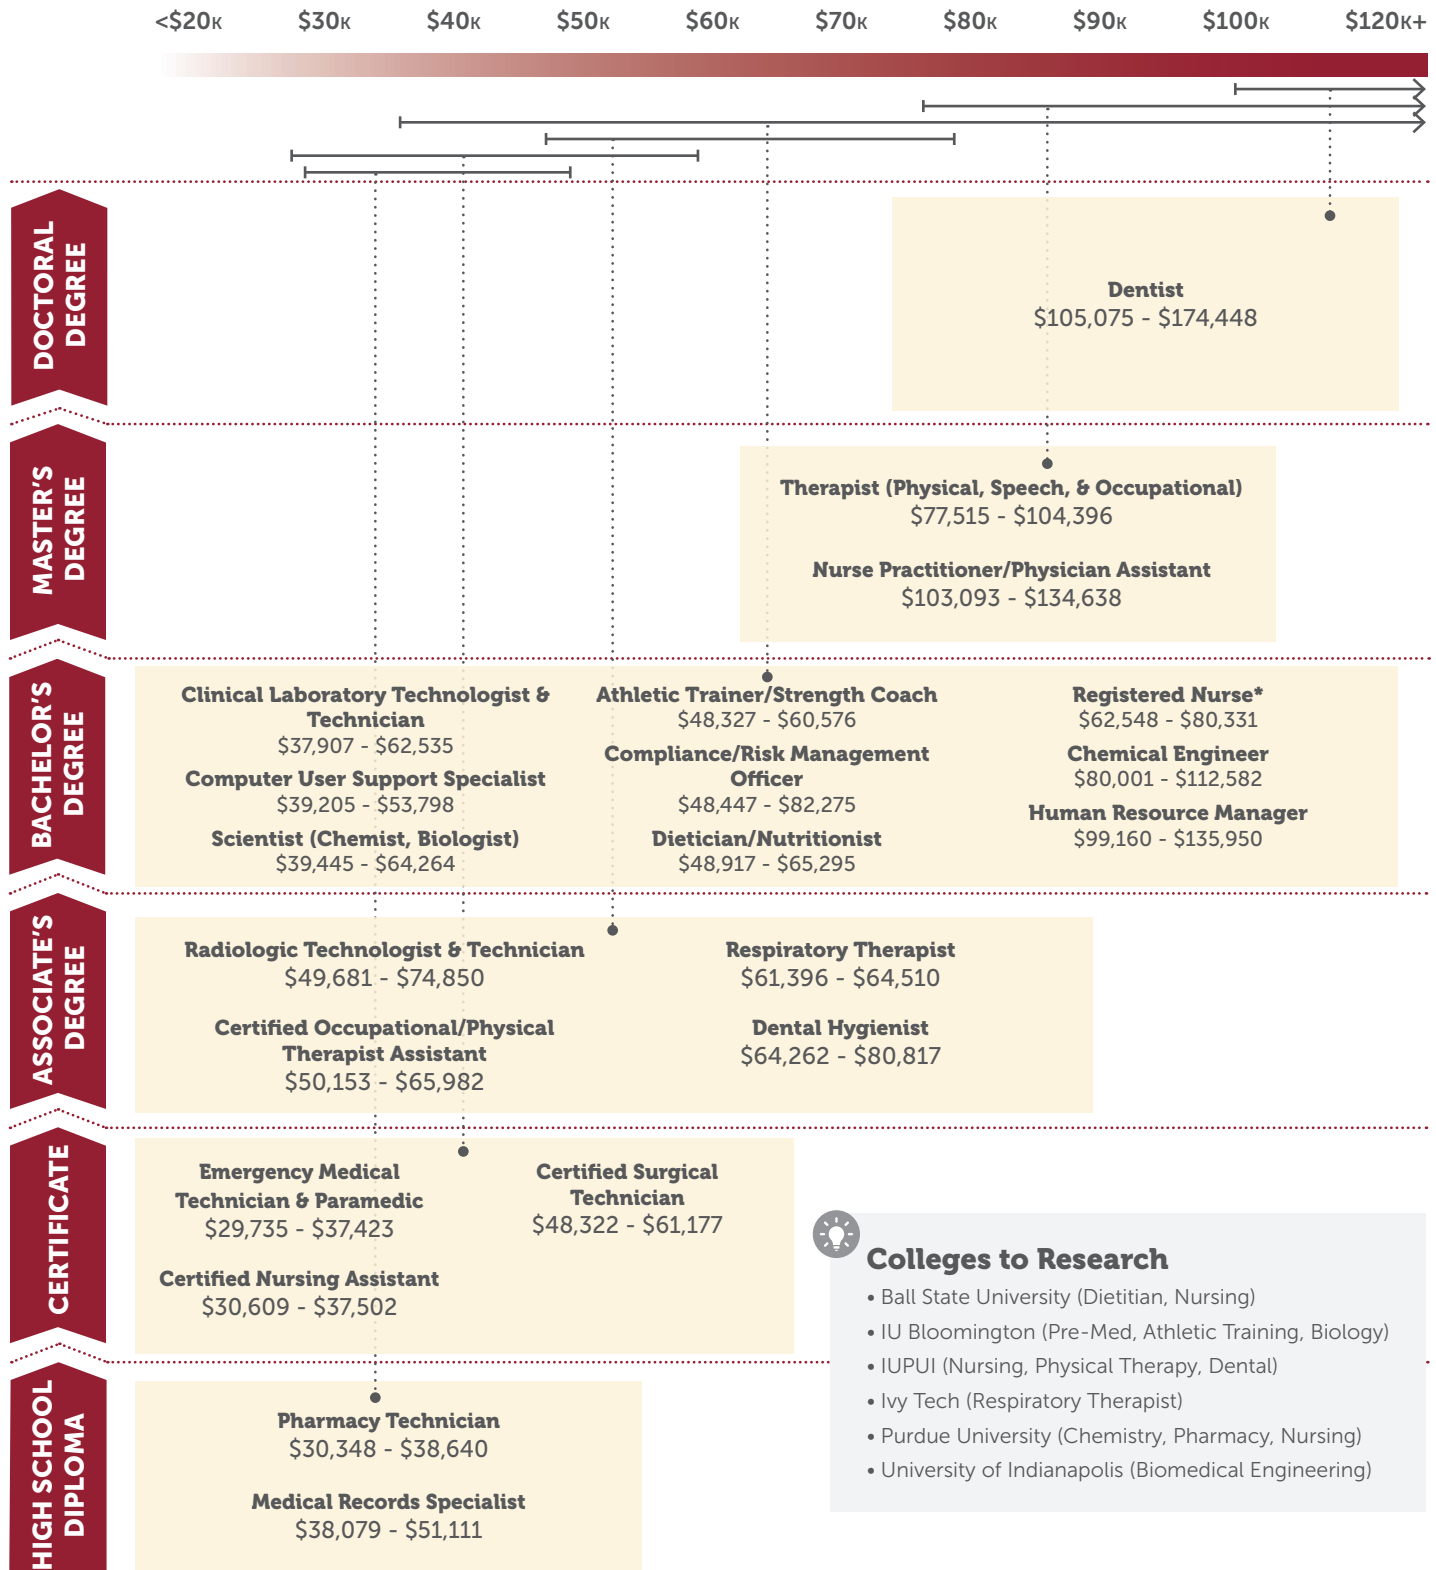 <$20K $30K $40K $50K $60K $70K $80K $90K $100K $120K+
DOCTORAL
DEGREE
Dentist
$105,075 - $174,448
MASTER'S
DEGREE
Therapist (Physical, Speech, & Occupational)
$77,515 - $104,396
Nurse Practitioner/Physician Assistant
$103,093 - $134,638
BACHELOR'S
DEGREE
Clinical Laboratory Technologist &
Technician
$37,907 - $62,535
Computer User Support Specialist
$39,205 - $53,798
Scientist (Chemist, Biologist)
$39,445 - $64,264
Athletic Trainer/Strength Coach
$48,327 - $60,576
Compliance/Risk Management
Officer
$48,447 - $82,275
Dietician/Nutritionist
$48,917 - $65,295
Registered Nurse*
$62,548 - $80,331
Chemical Engineer
$80,001 - $112,582
Human Resource Manager
$99,160 - $135,950
ASSOCIATE'S
DEGREE
Radiologic Technologist & Technician
$49,681 - $74,850
Certified Occupational/Physical
Therapist Assistant
$50,153 - $65,982
Respiratory Therapist
$61,396 - $64,510
Dental Hygienist
$64,262 - $80,817
CERTIFICATE
Emergency Medical
Technician & Paramedic
$29,735 - $37,423
Certified Nursing Assistant
$30,609 - $37,502
Certified Surgical
Technician
$48,322 - $61,177
HIGH SCHOOL
DIPLOMA
Pharmacy Technician
$30,348 - $38,640
Medical Records Specialist
$38,079 - $51,111
Colleges to Research
• Ball State University (Dietitian, Nursing)
• IU Bloomington (Pre-Med, Athletic Training, Biology)
• IUPUI (Nursing, Physical Therapy, Dental)
• Ivy Tech (Respiratory Therapist)
• Purdue University (Chemistry, Pharmacy, Nursing)
• University of Indianapolis (Biomedical Engineering)